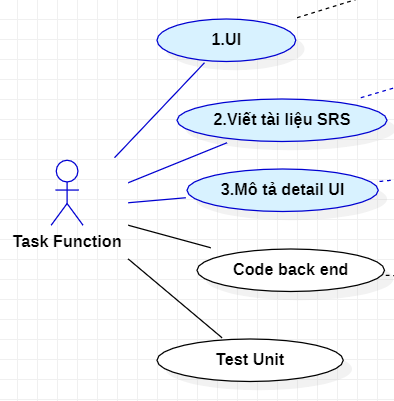 1.UI
2.Viết tài liệu SRS
3.Mô tả detail UI
Task Function
Code back end
Test Unit